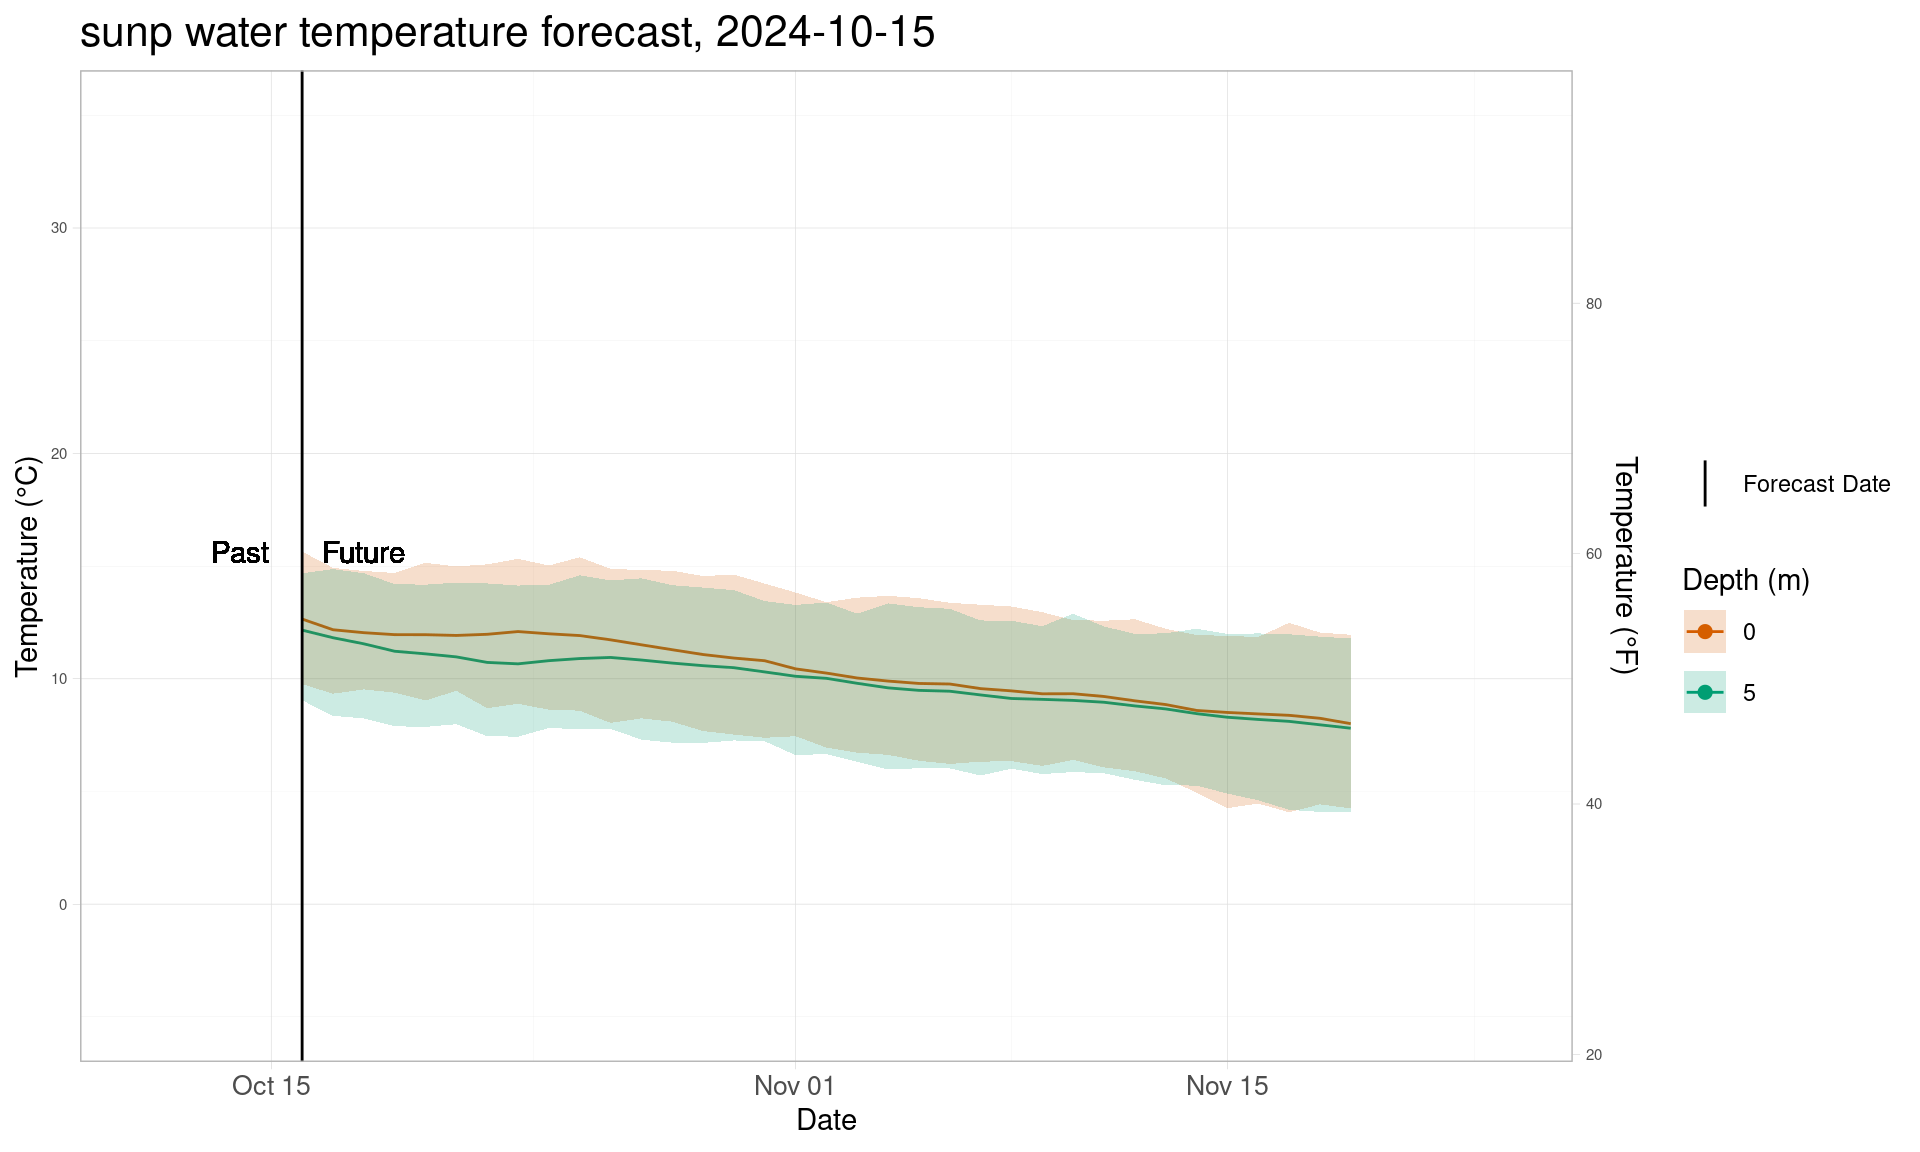 sunp water temperature forecast, 2024-10-15
Temperature (°C)
30
20
10
0
Past
Future
80
60
40
20
Temperature (°F)
Oct 15
Nov 01
Nov 15
Date
Forecast Date
Depth (m)
0
5